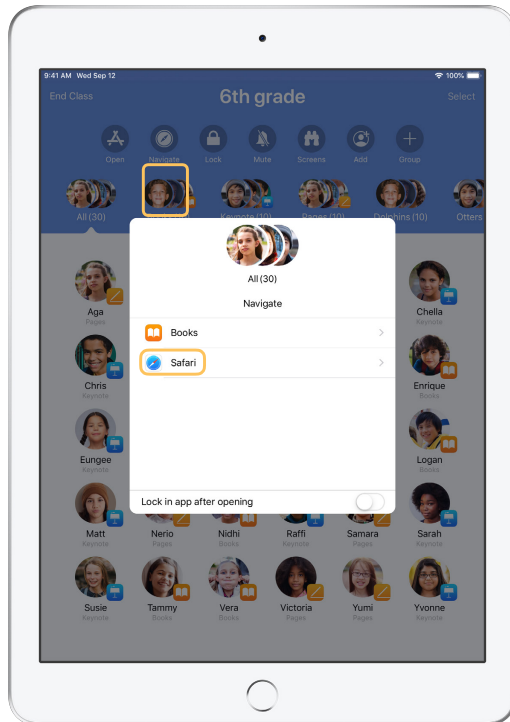 9:41 AM Wed Sep 12
100%
End Class
6th grade
Select
Open
Navigate
Lock
Mute
Screens
Add
Group
All (30)
Keynote (10)
Pages (10)
Dolphins (10)
Otters
All (30)
Navigate
Books
Safari
Lock in app after opening
Aga
Pages
Chella
Keynote
Chris
Keynote
Enrique
Books
Eungee
Keynote
Logan
Books
Matt
Keynote
Nerio
Pages
Nidhi
Books
Raffi
Keynote
Samara
Pages
Sarah
Keynote
Susie
Keynote
Tammy
Books
Vera
Books
Victoria
Pages
Yumi
Pages
Yvonne
Keynote